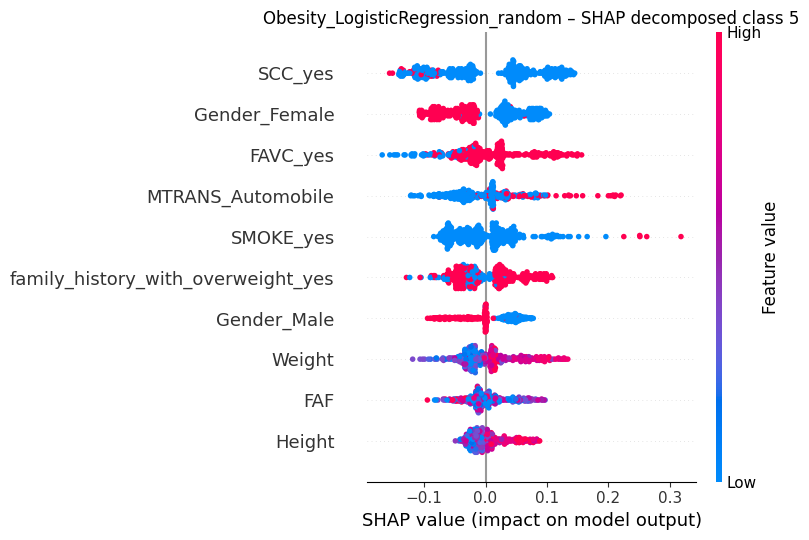 Obesity_LogisticRegression_random – SHAP decomposed class 5
High
SCC_yes
Gender_Female
FAVC_yes
MTRANS_Automobile
SMOKE_yes
family_history_with_overweight_yes
Gender_Male
Weight
FAF
Height
Feature value
Low
−0.1 0.0 0.1 0.2 0.3
SHAP value (impact on model output)